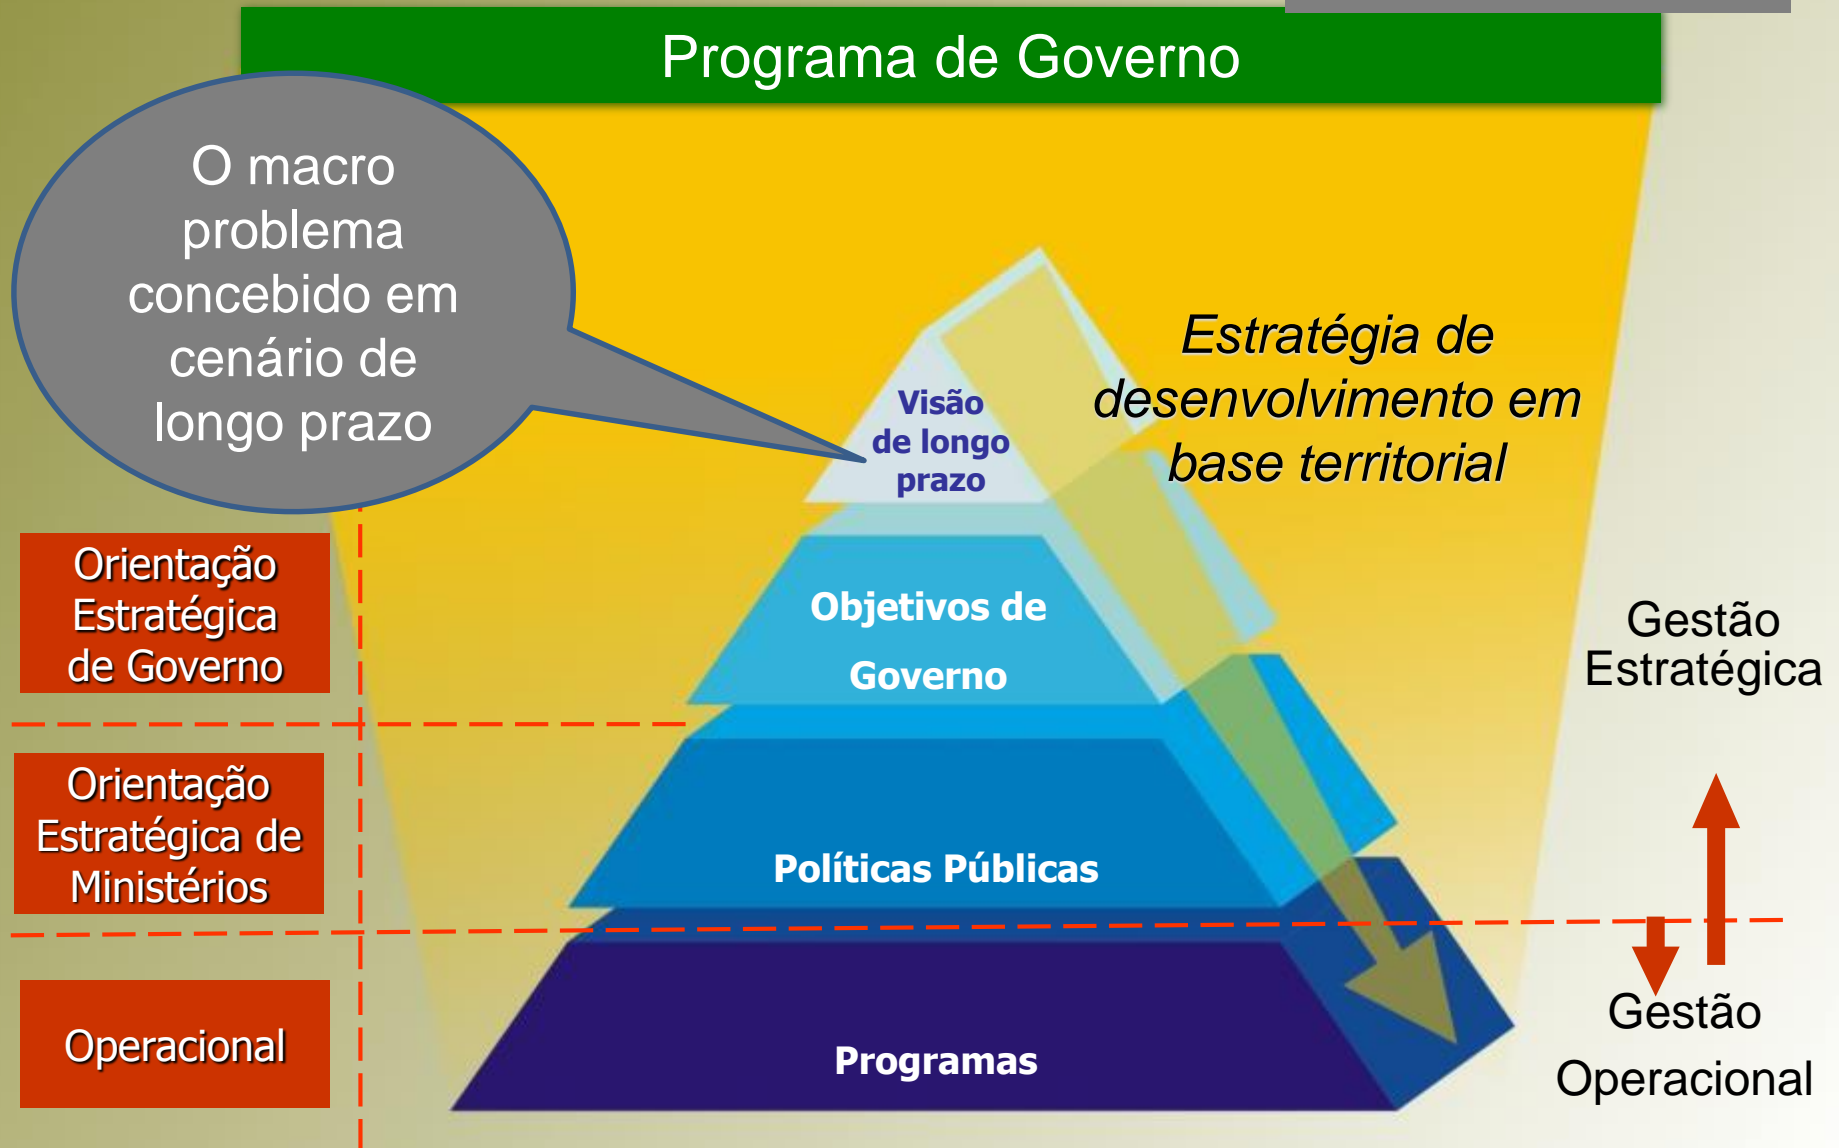 Programa de Governo
O macro
problema
concebido em
cenário de
longo prazo
Visão
de longo
prazo
Estratégia de
desenvolvimento em
base territorial
Orientação
Estratégica
de Governo
Objetivos de
Governo
Gestão
Estratégica
Orientação
Estratégica de
Ministérios
Políticas Públicas
Operacional
Programas
Gestão
Operacional